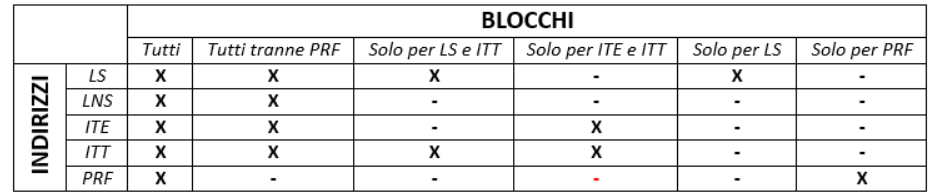 BLOCCHI
Tutti Tutti tranne PRF Solo per LS e ITT Solo per ITE e ITT Solo per LS Solo per PRF
INDIRIZZI
LS X X X - X -
LNS X X - - - -
ITE X X - X - -
ITT X X X X - -
PRF X - - - - X